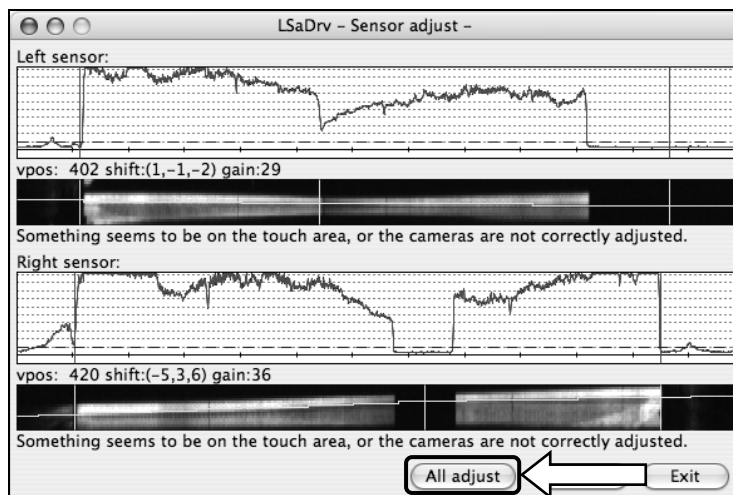 LSaDrv – Sensor adjust –
Left sensor:
vpos: 402 shift:(1,-1,-2) gain:29
Something seems to be on the touch area, or the cameras are not correctly adjusted.
Right sensor:
vpos: 420 shift:(-5,3,6) gain:36
Something seems to be on the touch area, or the cameras are not correctly adjusted.
All adjust
Exit